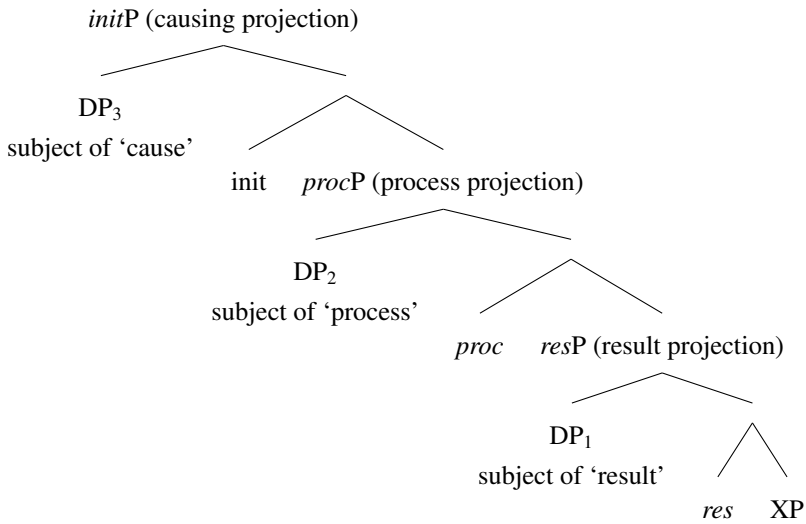 initP (causing projection)
DP₃
subject of ‘cause’
init procP (process projection)
DP₂
subject of ‘process’
proc resP (result projection)
DP₁
subject of ‘result’
res XP